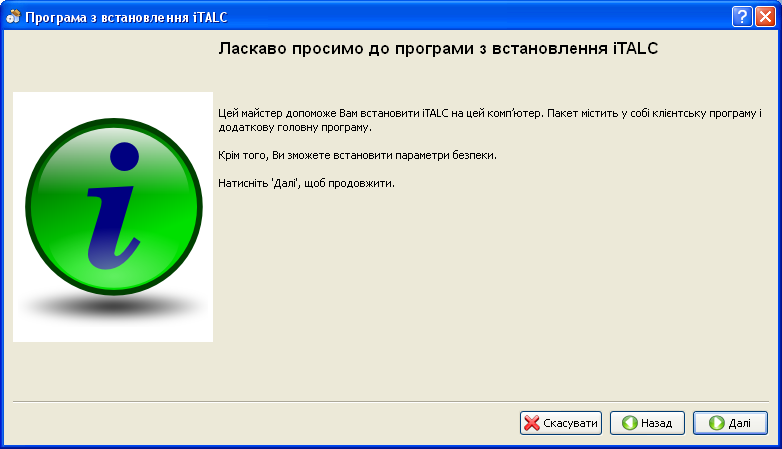 Програма з встановлення iTALC
Ласкаво просимо до програми з встановлення iTALC
Цей майстер допоможе Вам встановити iTALC на цей комп'ютер. Пакет містить у собі клієнтську програму і
додаткову головну програму.
Крім того, Ви зможете встановити параметри безпеки.
Натисніть 'Далі', щоб продовжити.
Скасувати
Назад
Далі